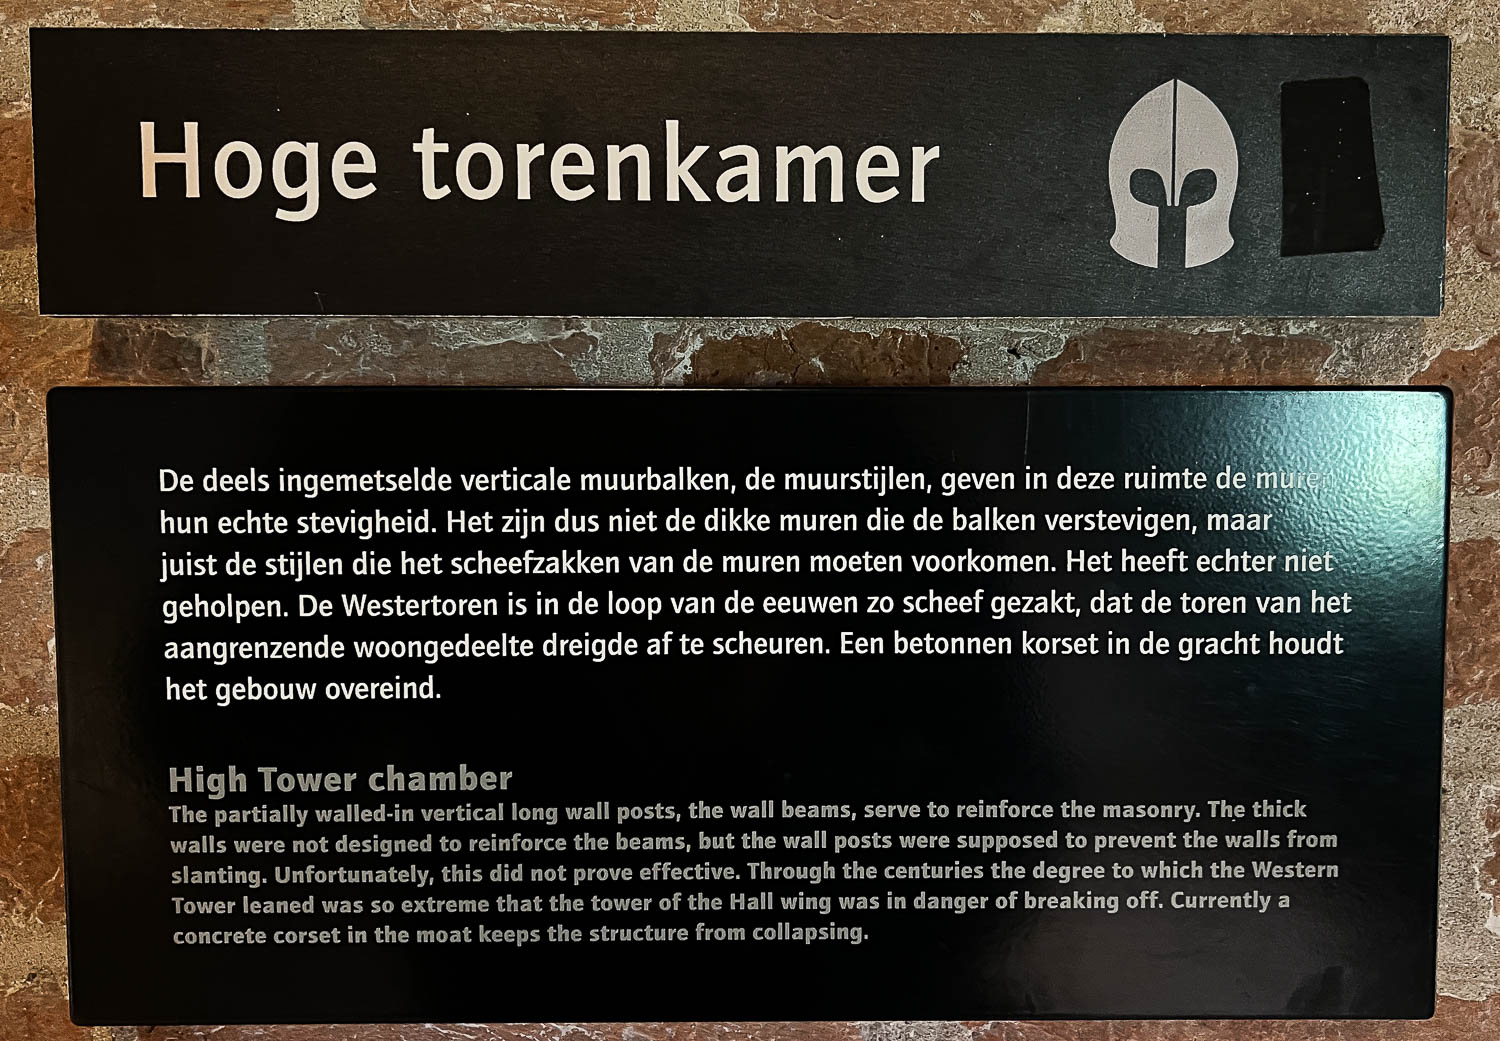 Hoge torenkamer
De deels ingemetselde verticale muurbalken, de muurstijlen, geven in deze ruimte de muren
hun echte stevigheid. Het zijn dus niet de dikke muren die de balken verstevigen, maar
juist de stijlen die het scheefzakken van de muren moeten voorkomen. Het heeft echter niet
geholpen. De Westertoren is in de loop van de eeuwen zo scheef gezakt, dat de toren van het
aangrenzende woongedeelte dreigde af te scheuren. Een betonnen korset in de gracht houdt
het gebouw overeind.
High Tower chamber
The partially walled-in vertical long wall posts, the wall beams, serve to reinforce the masonry. The thick
walls were not designed to reinforce the beams, but the wall posts were supposed to prevent the walls from
slanting. Unfortunately, this did not prove effective. Through the centuries the degree to which the Western
Tower leaned was so extreme that the tower of the Hall wing was in danger of breaking off. Currently a
concrete corset in the moat keeps the structure from collapsing.